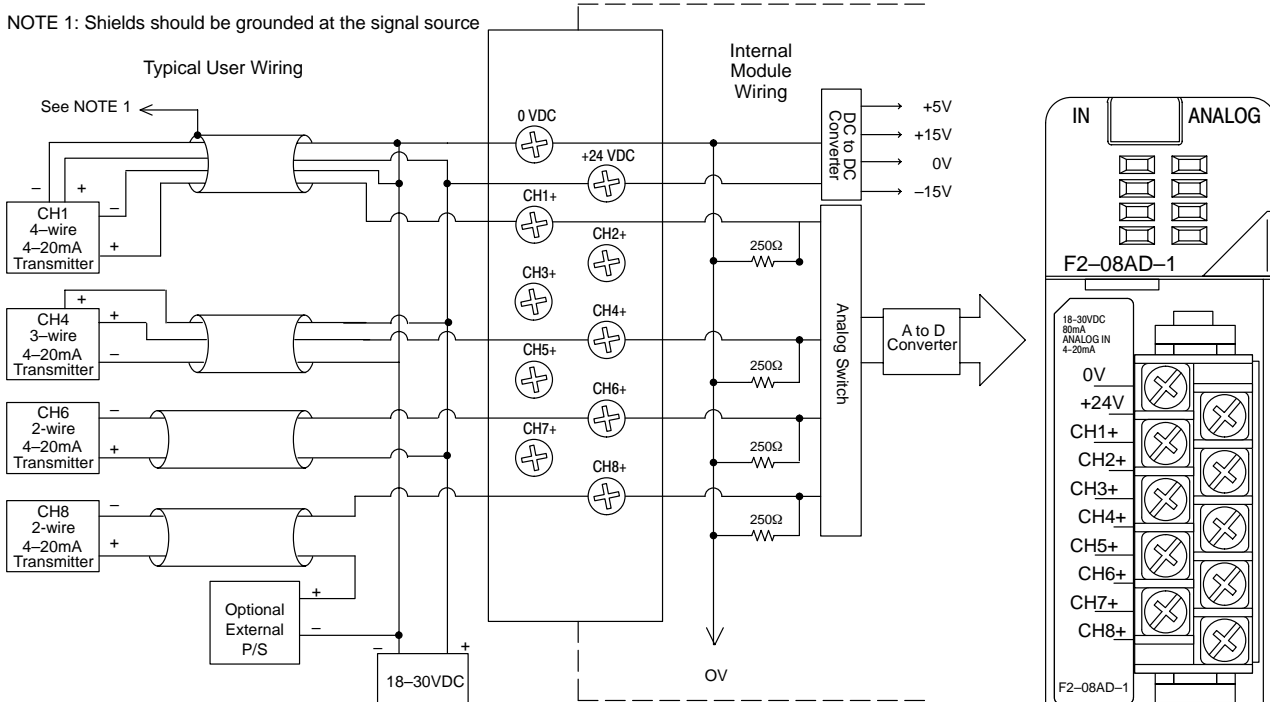 NOTE 1: Shields should be grounded at the signal source
Typical User Wiring
See NOTE 1
Internal
Module
Wiring
– +
CH1
4–wire
4–20mA
Transmitter
–
+
+
CH4
3–wire
4–20mA
Transmitter
+
–
CH6
2-wire
4–20mA
Transmitter
–
+
CH8
2-wire
4–20mA
Transmitter
–
+
Optional
External
P/S
+
–
– +
18–30VDC
0 VDC
+24 VDC
CH1+
CH2+
CH3+
CH4+
CH5+
CH6+
CH7+
CH8+
250Ω
250Ω
250Ω
250Ω
OV
DC to DC
Converter
+5V
+15V
0V
–15V
Analog Switch
A to D
Converter
IN ANALOG
F2–08AD–1
18–30VDC
80mA
ANALOG IN
4–20mA
0V
+24V
CH1+
CH2+
CH3+
CH4+
CH5+
CH6+
CH7+
CH8+
F2–08AD–1